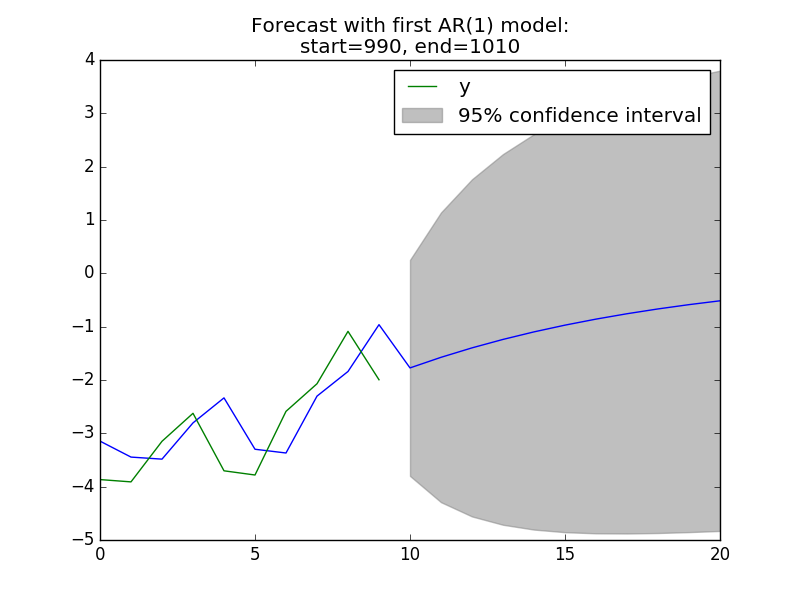 Forecast with first AR(1) model:
start=990, end=1010
y
95% confidence interval
4
3
2
1
0
−1
−2
−3
−4
−5
0 5 10 15 20